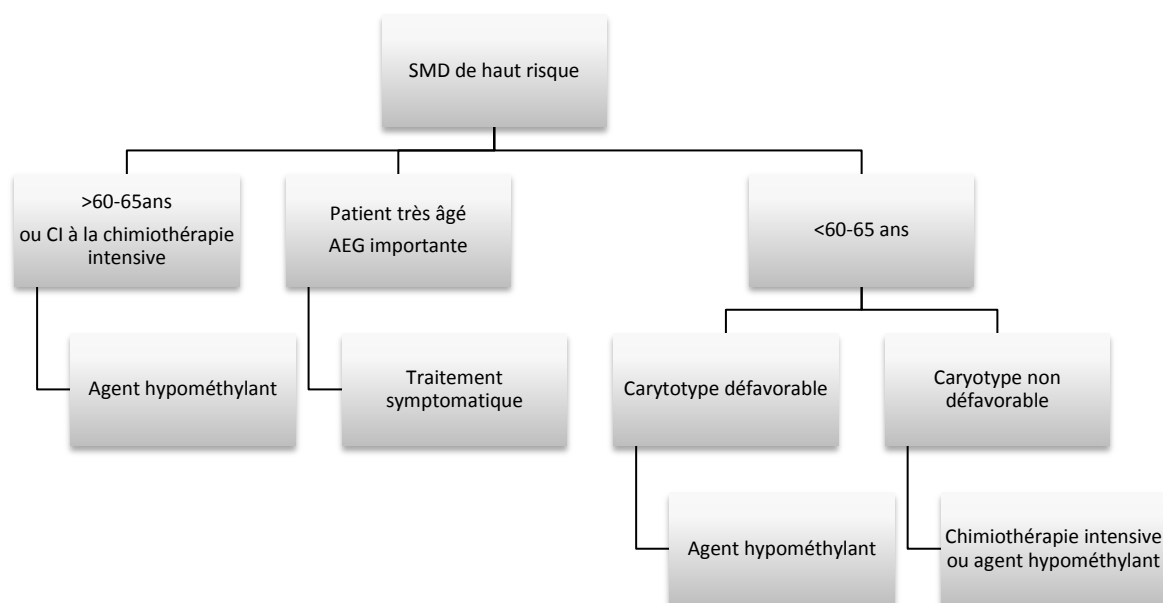 SMD de haut risque
>60-65ans
ou CI à la chimiothérapie
intensive
Patient très âgé
AEG importante
<60-65 ans
Agent hypométhylant
Traitement
symptomatique
Carytotype défavorable
Caryotype non
défavorable
Agent hypométhylant
Chimiothérapie intensive
ou agent hypométhylant